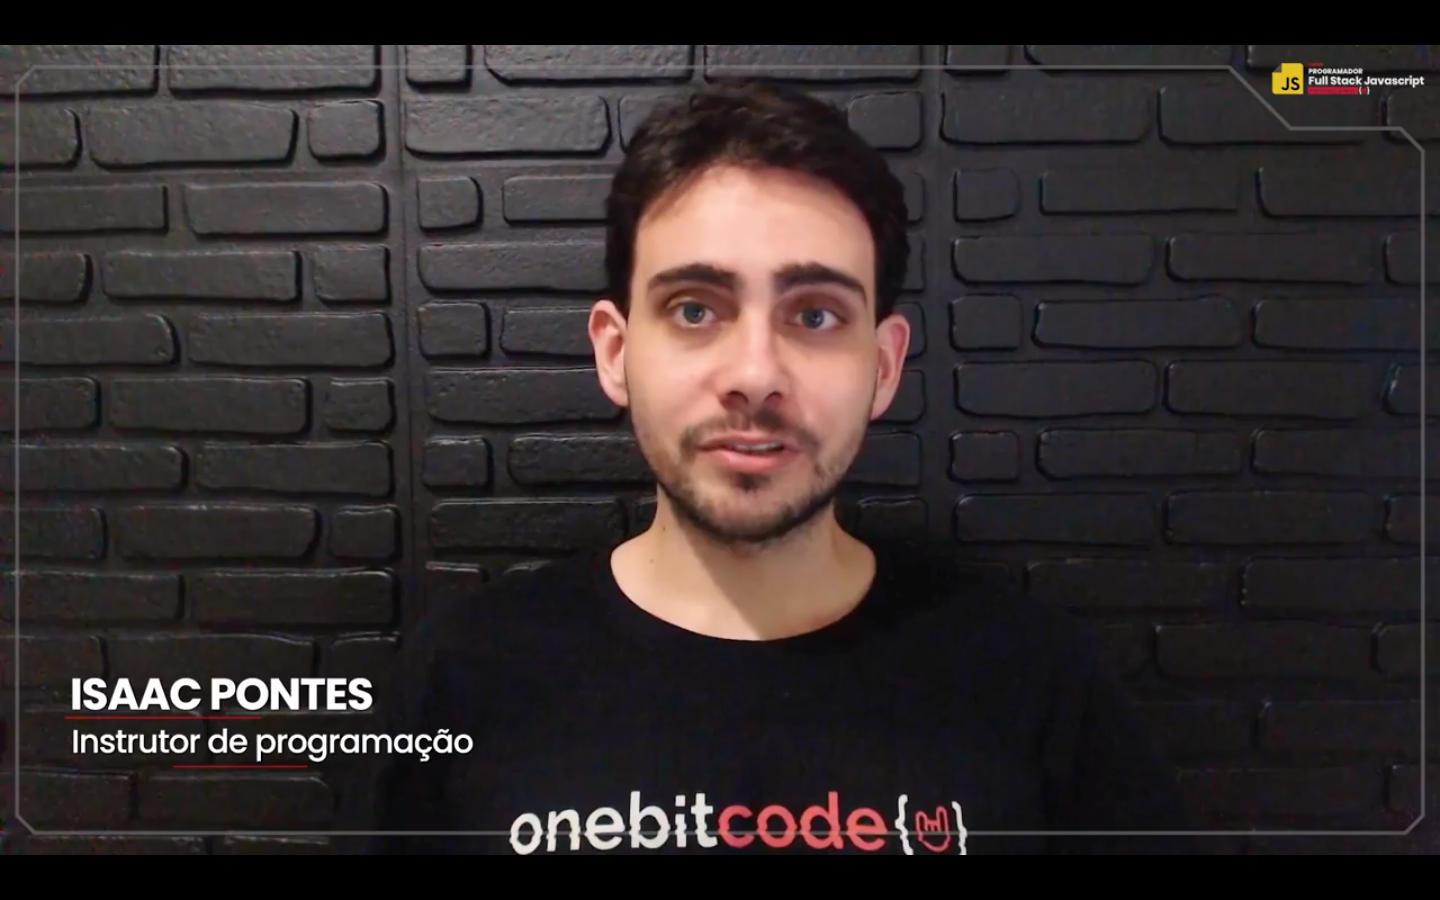 JS
PROGRAMADOR
Full Stack Javascript
ISAAC PONTES
Instrutor de programação
onebitcode{}